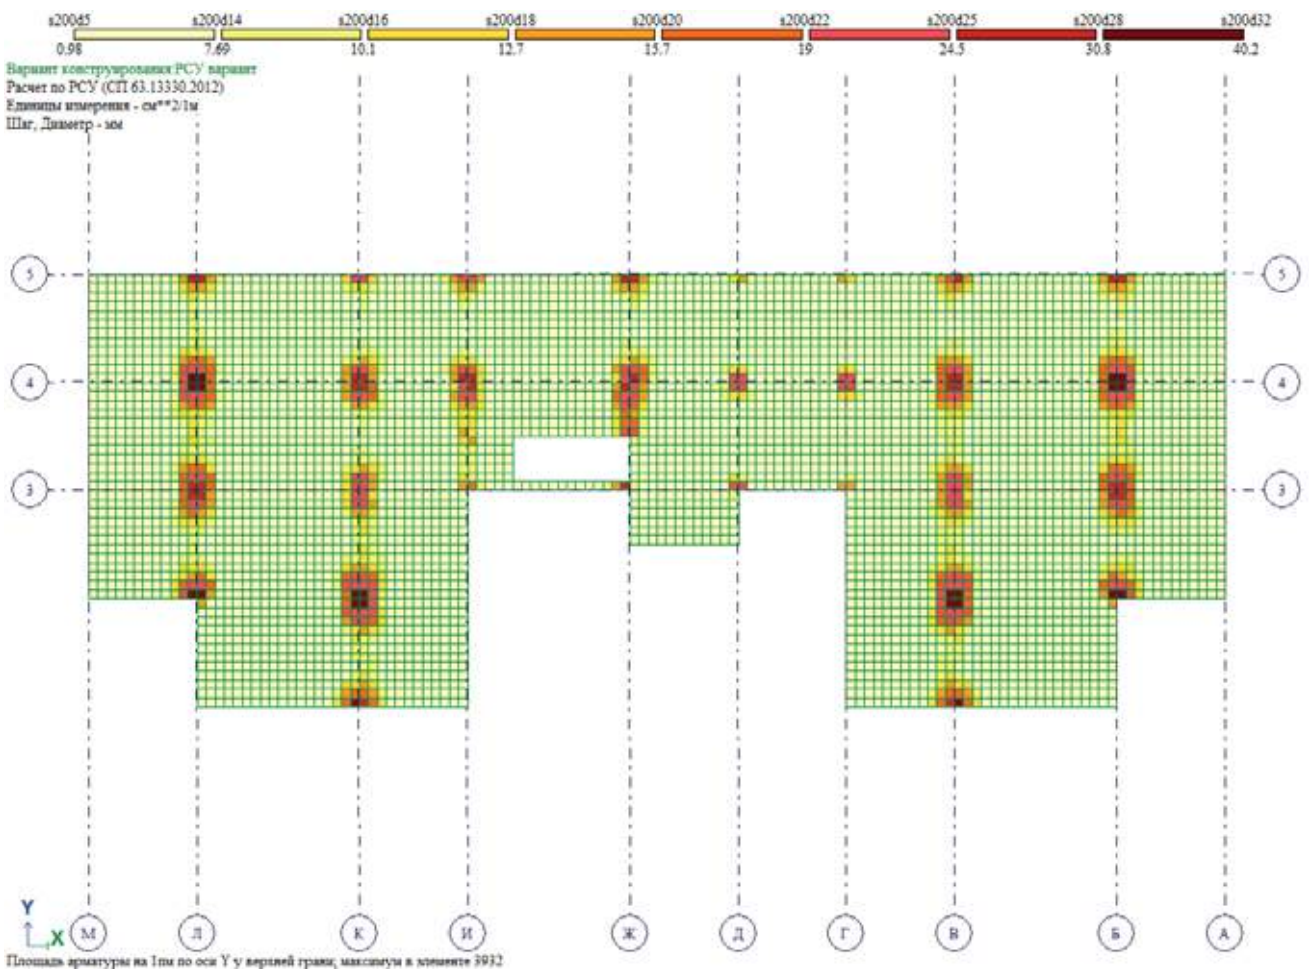 s200d5 s200d14 s200d16 s200d18 s200d20 s200d22 s200d25 s200d28 s200d32
0.98 7.69 10.1 12.7 15.7 19 24.5 30.8 40.2
Вариант конструирования:РСУ вариант
Расчет по РСУ (СП 63.13330.2012)
Единицы измерения - см**2/1м
Шаг, Диаметр - мм
5 5
4 4
3 3
Y
X
М Л К И Ж Д Г В Б А
Площадь арматуры на 1пм по оси Y у верхней грани; максимум в элементе 3932